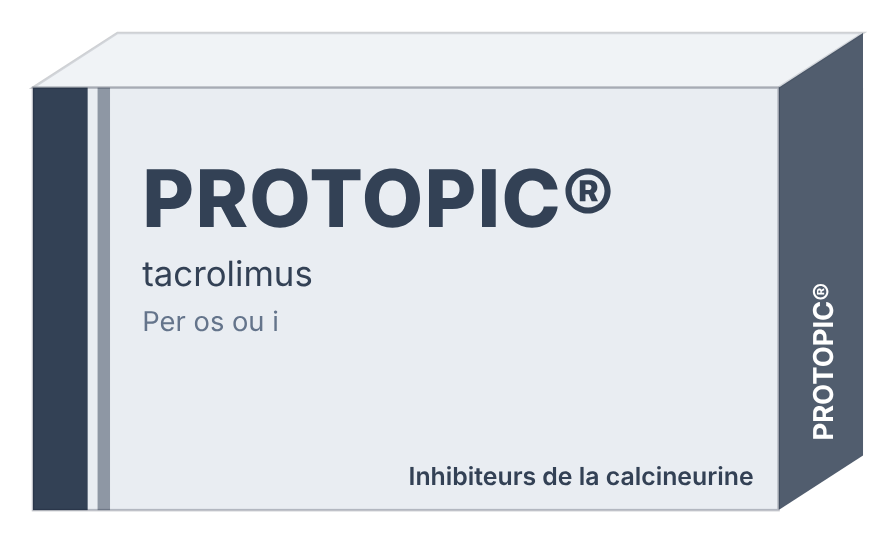 PROTOPIC®
tacrolimus
Per os ou i
Inhibiteurs de la calcineurine
PROTOPIC®